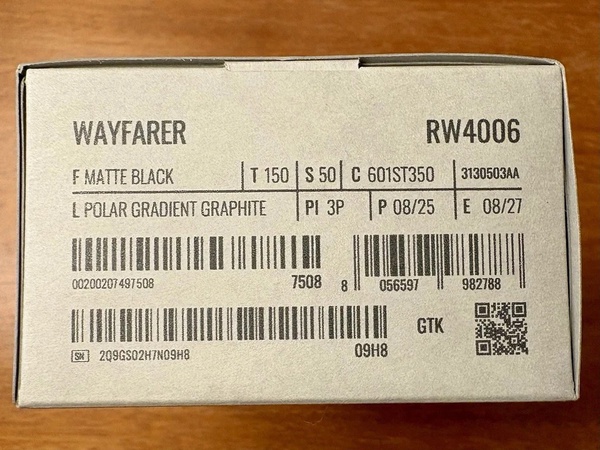 WAYFARER RW4006
F MATTE BLACK T 150 S 50 C 601ST350 3130503AA
L POLAR GRADIENT GRAPHITE PI 3P P 08/25 E 08/27
00200207497508 7508 8 056597 982788
GTK
SN 2Q9GS02H7N09H8 09H8